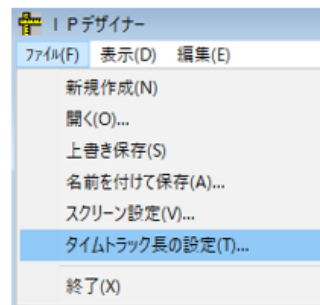 ＩＰデザイナー
ファイル(F) 表示(D) 編集(E)
新規作成(N)
開く(O)...
上書き保存(S)
名前を付けて保存(A)...
スクリーン設定(V)...
タイムトラック長の設定(T)...
終了(X)